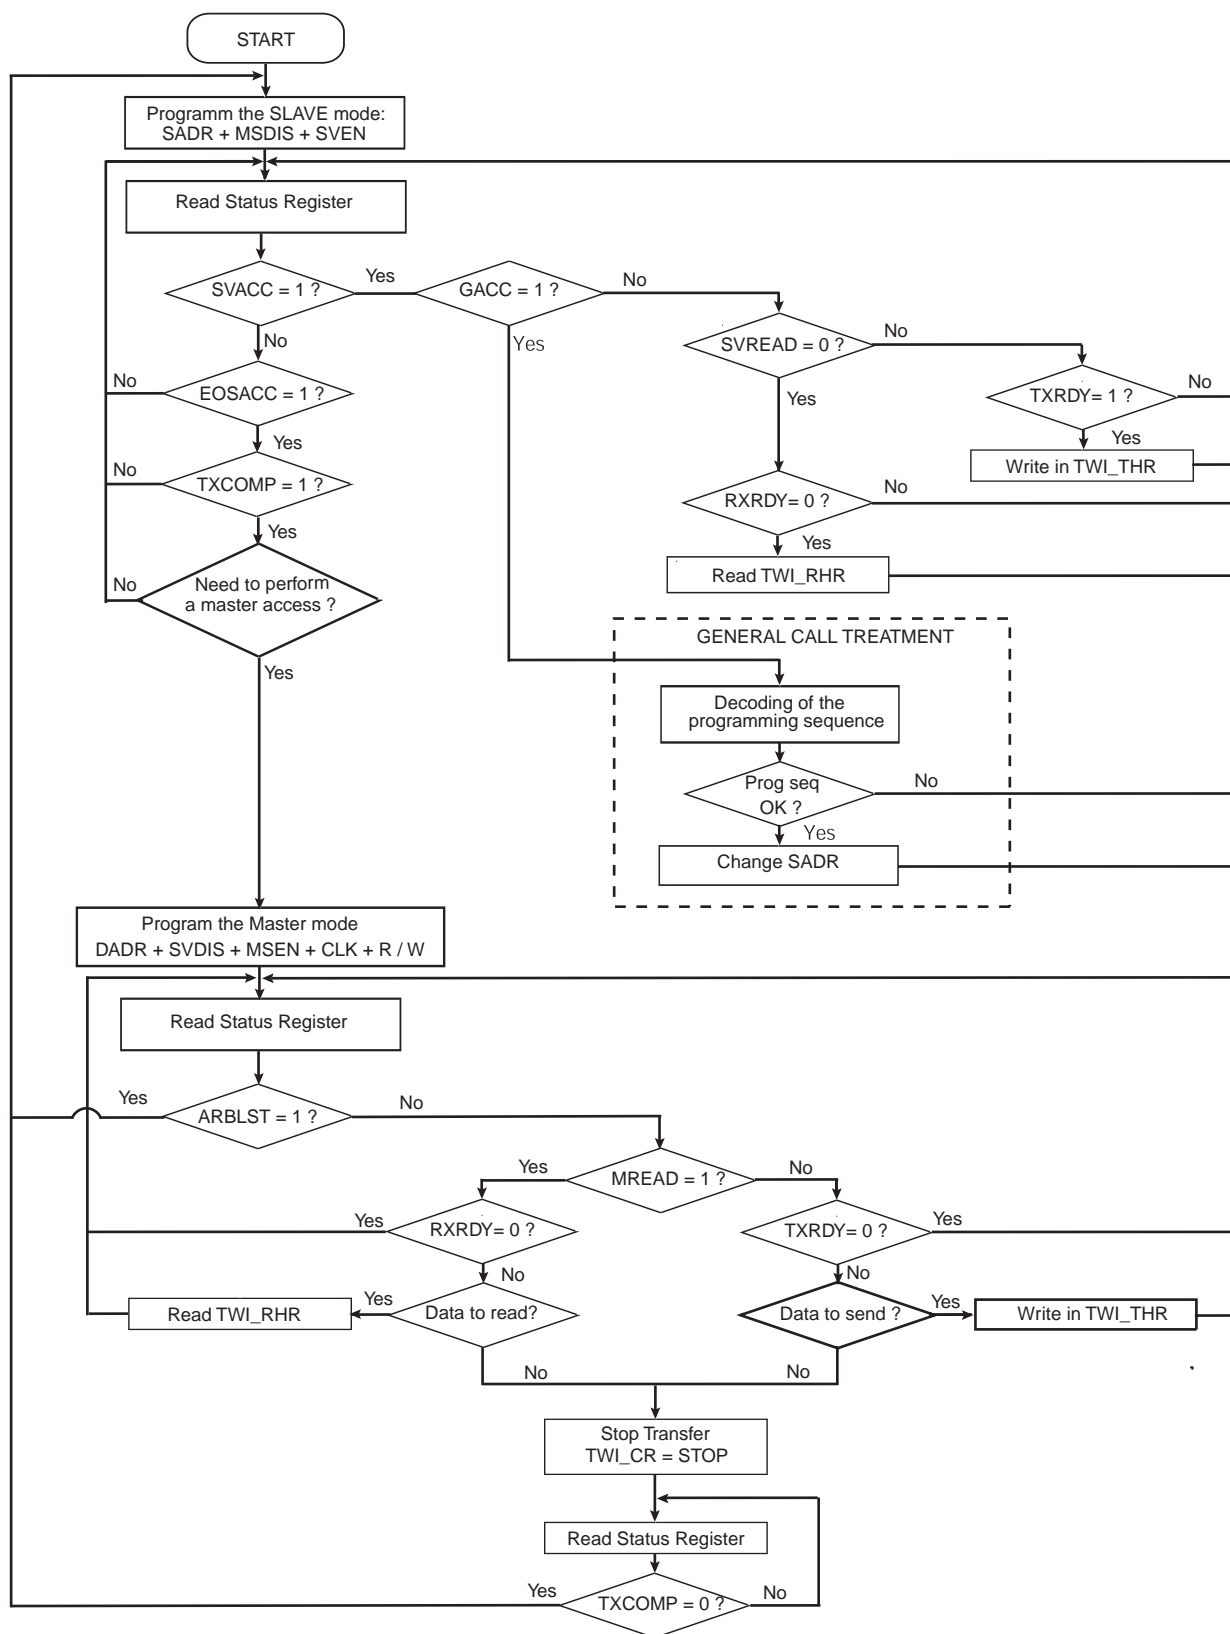 START
Programm the SLAVE mode:
SADR + MSDIS + SVEN
Read Status Register
SVACC = 1 ?
Yes
GACC = 1 ?
No
SVREAD = 0 ?
No
No
Yes
EOSACC = 1 ?
No
Yes
TXRDY= 1 ?
No
Yes
Yes
Write in TWI_THR
TXCOMP = 1 ?
No
RXRDY= 0 ?
No
Yes
Yes
Read TWI_RHR
No
Need to perform
a master access ?
Yes
GENERAL CALL TREATMENT
Decoding of the
programming sequence
Prog seq
OK ?
No
Yes
Change SADR
Program the Master mode
DADR + SVDIS + MSEN + CLK + R / W
Read Status Register
Yes
ARBLST = 1 ?
No
Yes
MREAD = 1 ?
No
Yes
RXRDY= 0 ?
TXRDY= 0 ?
Yes
No
No
Read TWI_RHR
Yes
Data to read?
Data to send ?
Yes
Write in TWI_THR
No
No
Stop Transfer
TWI_CR = STOP
Read Status Register
Yes
TXCOMP = 0 ?
No